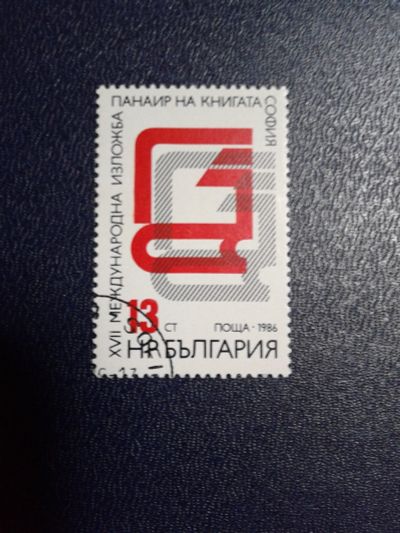 XVII МЕЖДУНАРОДНА ИЗЛОЖБА
ПАНАИР НА КНИГАТА
СОФИЯ
13 СТ ПОЩА · 1986
НР БЪЛГАРИЯ